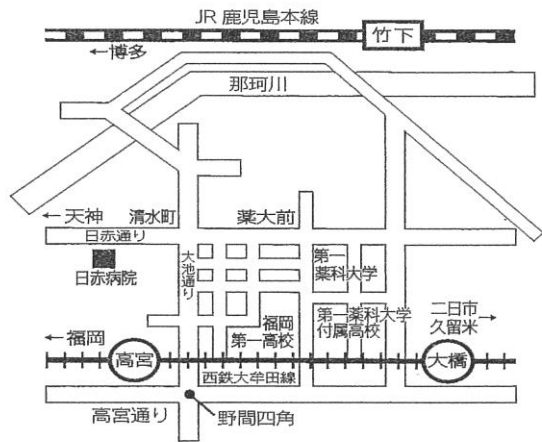 JR鹿児島本線
竹下
←博多
那珂川
←天神
清水町
薬大前
日赤通り
大池通り
日赤病院
第一
薬科大学
福岡
第一高校
第一薬科大学
付属高校
二日市
久留米→
←福岡
高宮
大橋
西鉄大牟田線
高宮通り
野間四角